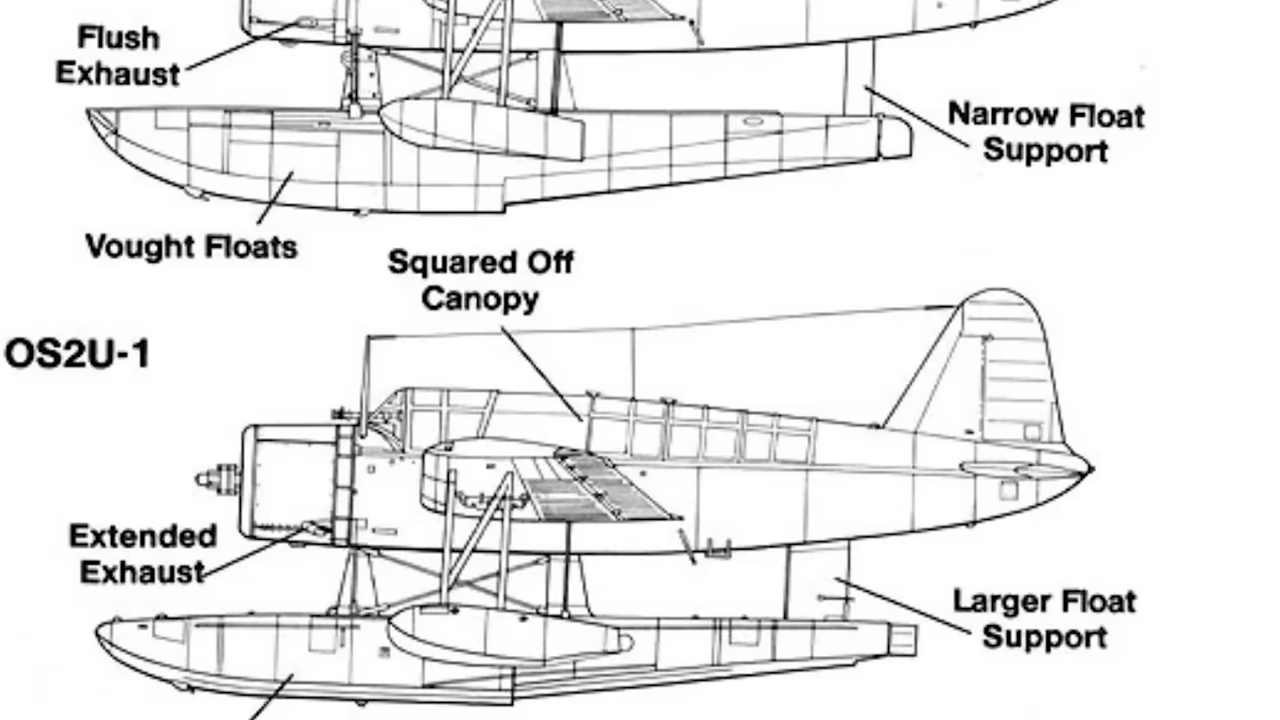 Flush
Exhaust
Narrow Float
Support
Vought Floats
Squared Off
Canopy
OS2U-1
Extended
Exhaust
Larger Float
Support